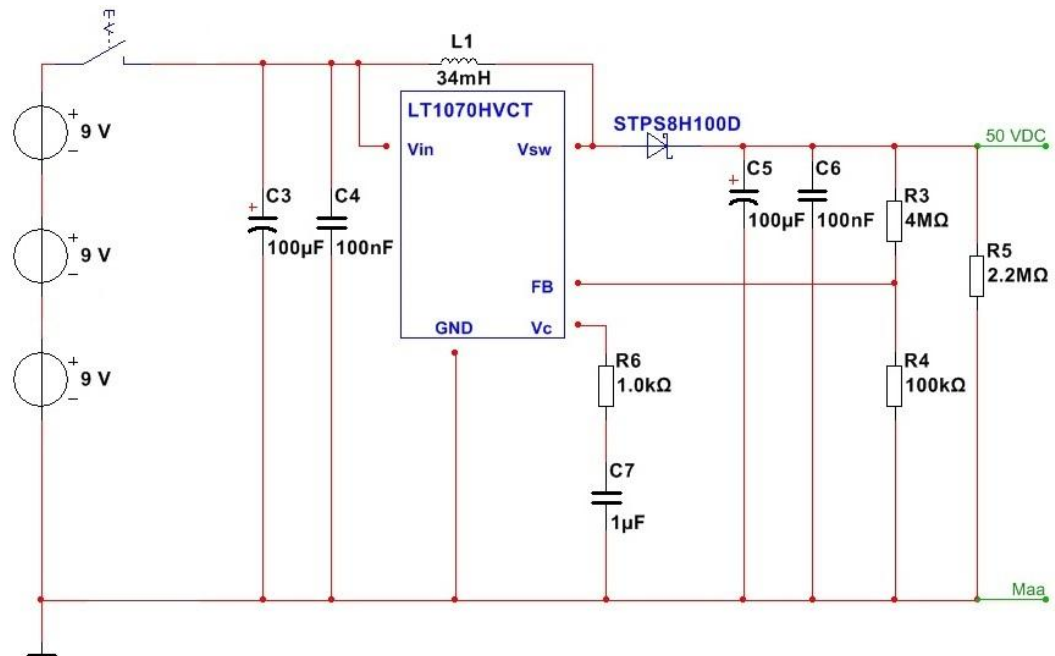 E-V
L1
34mH
LT1070HVCT
Vin
Vsw
FB
GND
Vc
STPS8H100D
50 VDC
+
9 V
−
+
9 V
−
+
9 V
−
+
C3
100µF
C4
100nF
+
C5
100µF
C6
100nF
R3
4MΩ
R5
2.2MΩ
R6
1.0kΩ
R4
100kΩ
C7
1µF
Maa